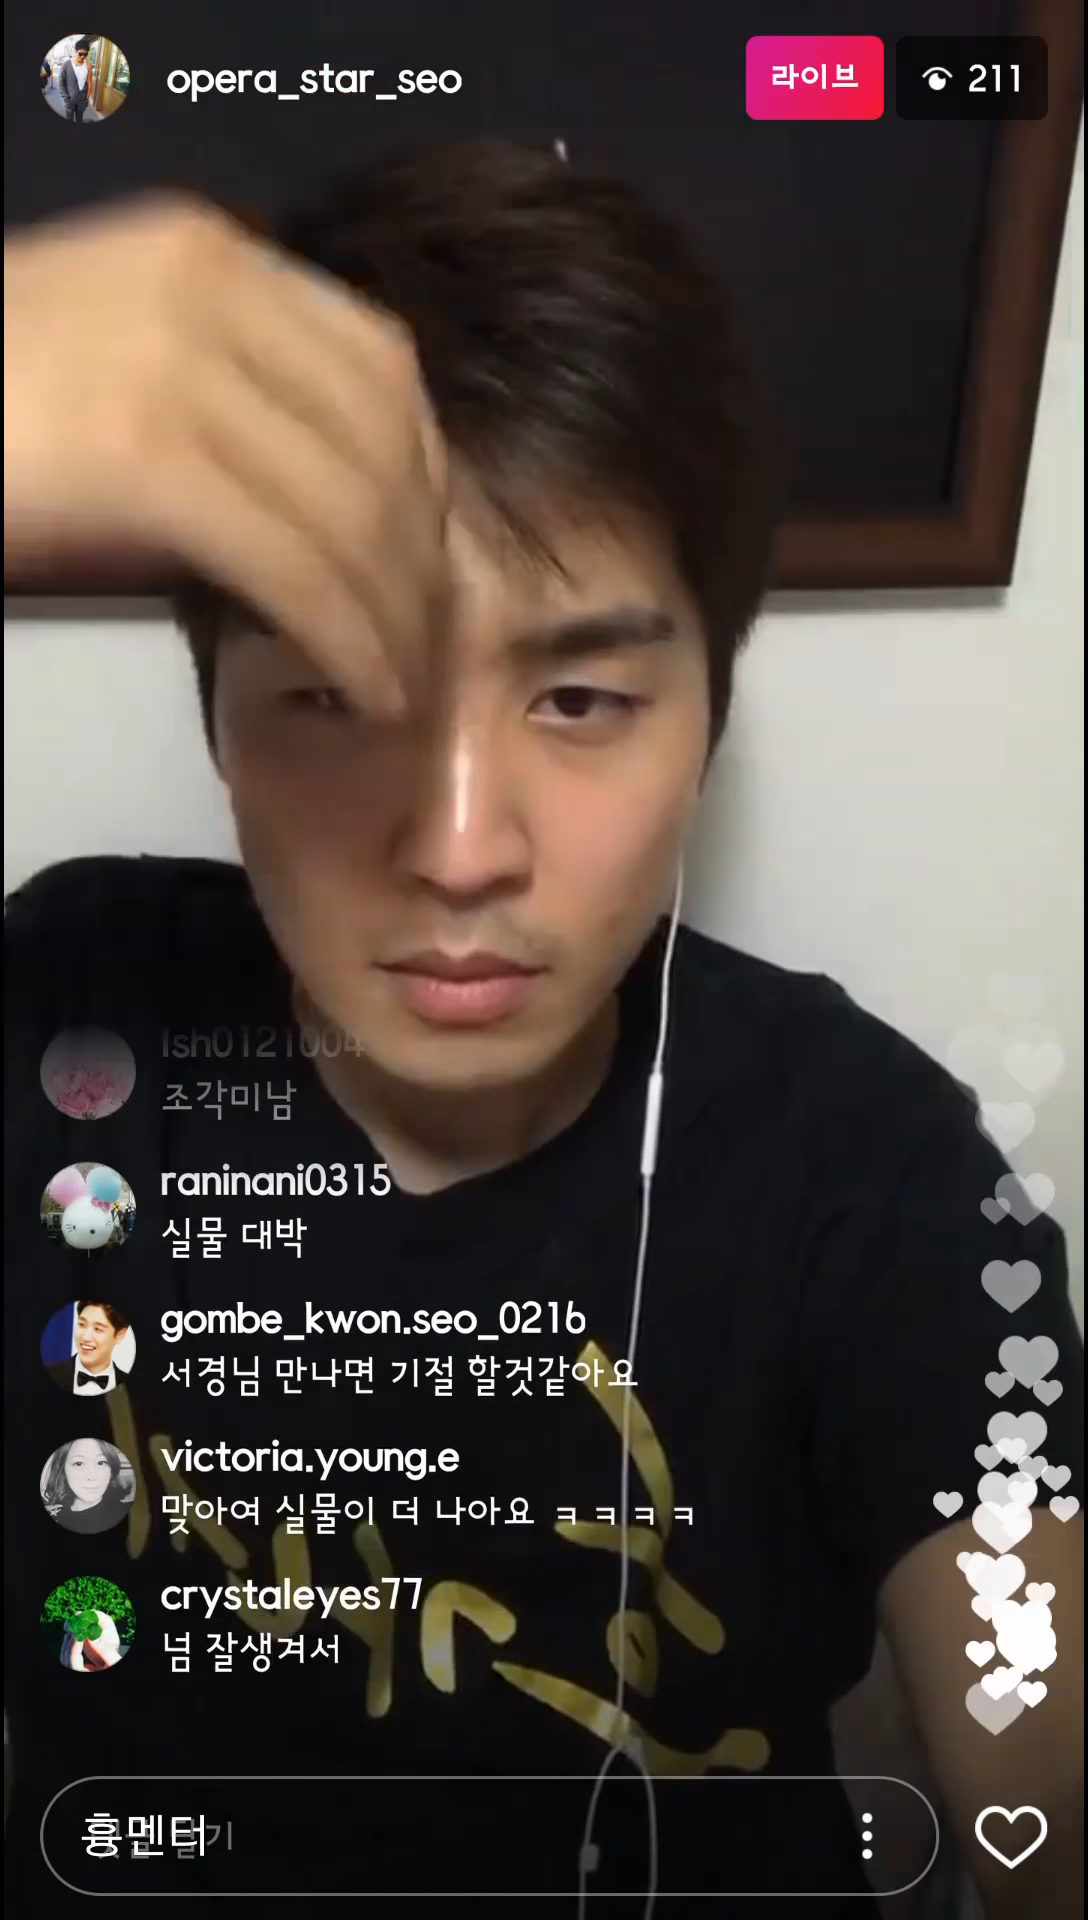 opera_star_seo
라이브
211
lsh0121004
조각미남
raninani0315
실물 대박
gombe_kwon.seo_0216
서경님 만나면 기절 할것같아요
victoria.young.e
맞아여 실물이 더 나아요 ㅋㅋㅋㅋ
crystaleyes77
넘 잘생겨서
흉멘터